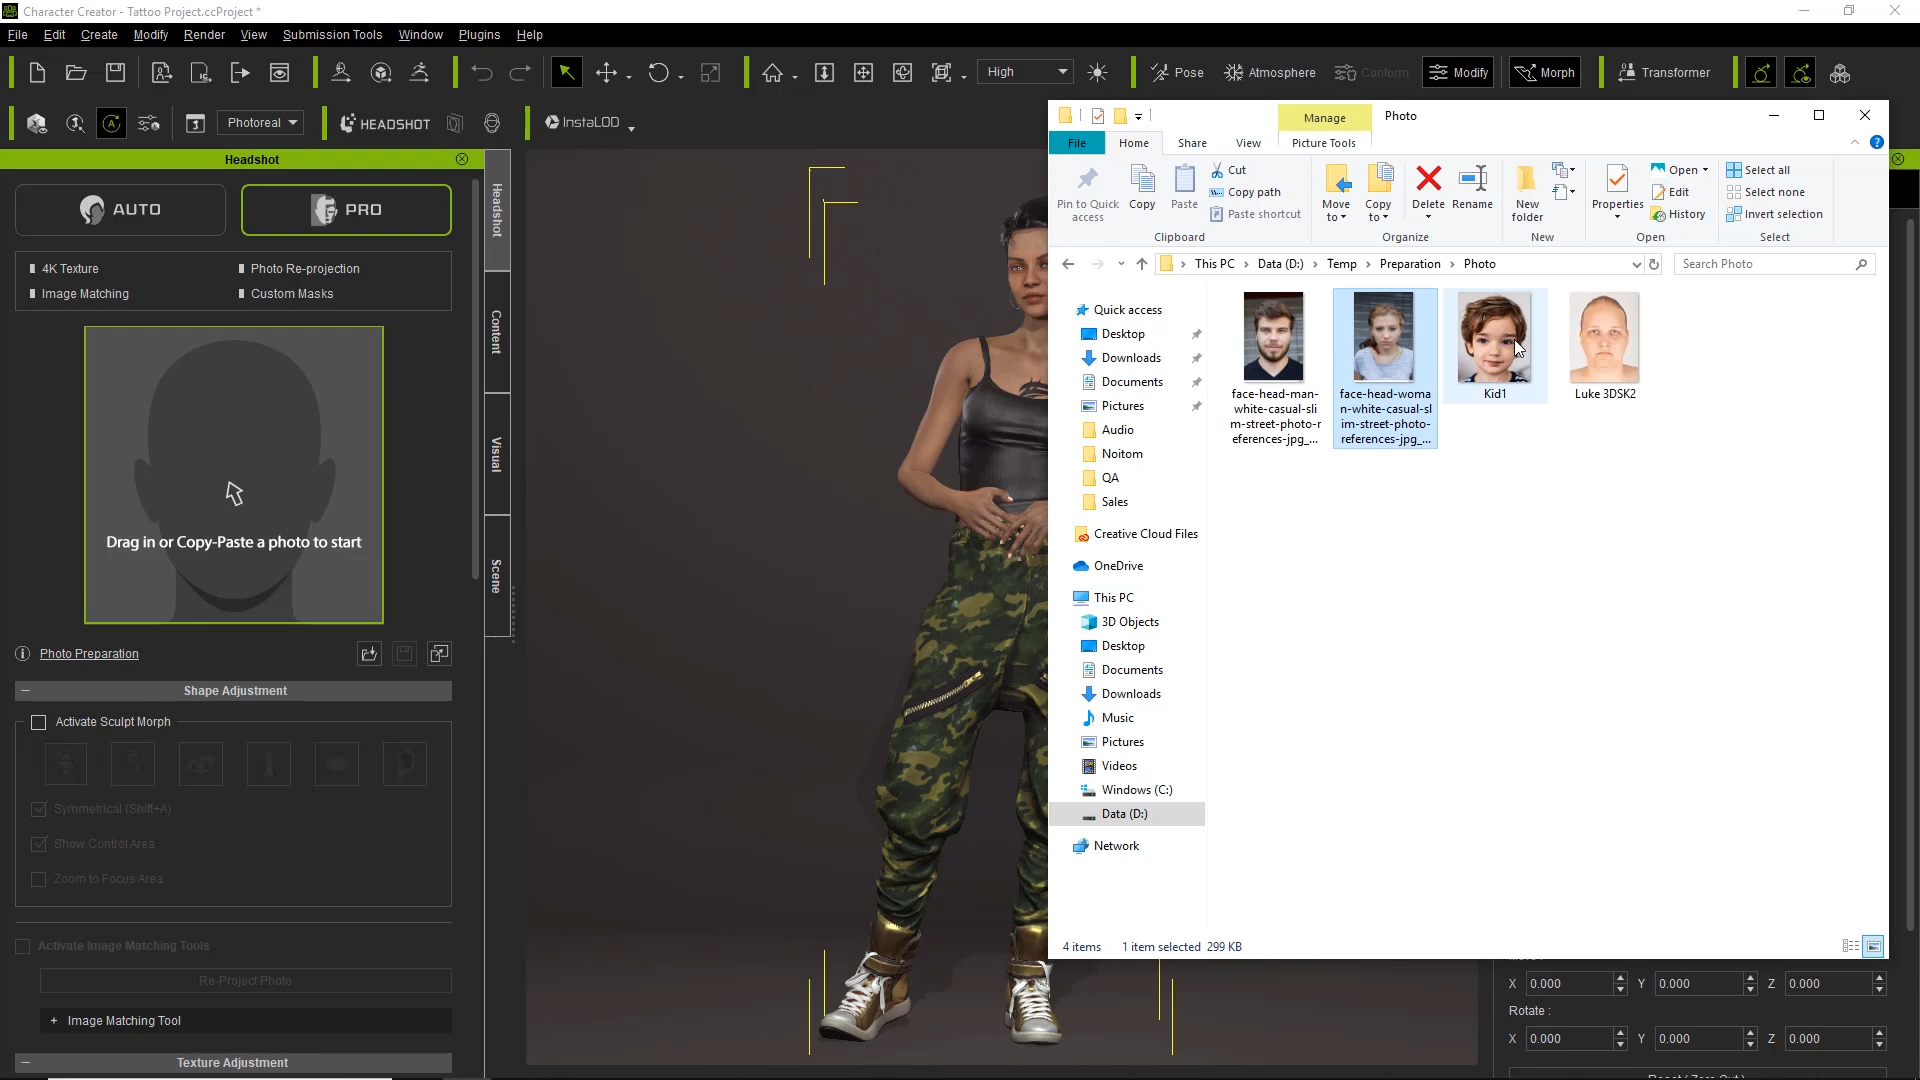 Character Creator - Tattoo Project.ccProject *
File Edit Create Modify Render View Submission Tools Window Plugins Help
High
Pose Atmosphere Conform Modify Morph Transformer
Photoreal HEADSHOT InstaLOD
Headshot
AUTO PRO
4K Texture Photo Re-projection
Image Matching Custom Masks
Drag in or Copy-Paste a photo to start
Photo Preparation
Shape Adjustment
Activate Sculpt Morph
Symmetrical (Shift+A)
Show Control Area
Zoom to Focus Area
Activate Image Matching Tools
Re-Project Photo
+ Image Matching Tool
Texture Adjustment
Headshot
Content
Visual
Scene
Manage Photo
File Home Share View Picture Tools
Pin to Quick access
Copy
Paste
Cut
Copy path
Paste shortcut
Clipboard
Move to
Copy to
Delete
Rename
Organize
New folder
New
Properties
Open
Edit
History
Open
Select all
Select none
Invert selection
Select
This PC > Data (D:) > Temp > Preparation > Photo
Search Photo
Quick access
Desktop
Downloads
Documents
Pictures
Audio
Noitom
QA
Sales
Creative Cloud Files
OneDrive
This PC
3D Objects
Desktop
Documents
Downloads
Music
Pictures
Videos
Windows (C:)
Data (D:)
Network
face-head-man-
white-casual-sli
m-street-photo-r
eferences-jpg_...
face-head-woma
n-white-casual-sl
im-street-photo-
references-jpg_...
Kid1
Luke 3DSK2
4 items 1 item selected 299 KB
X 0.000 Y 0.000 Z 0.000
Rotate :
X 0.000 Y 0.000 Z 0.000